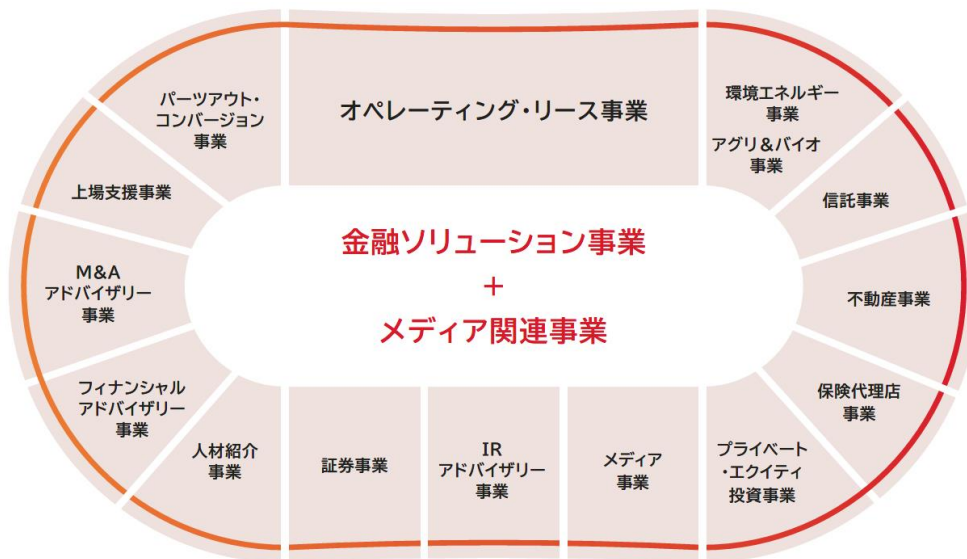 オペレーティング・リース事業
環境エネルギー
事業
アグリ&バイオ
事業
信託事業
不動産事業
保険代理店
事業
プライベート
・エクイティ
投資事業
メディア
事業
IR
アドバイザリー
事業
証券事業
人材紹介
事業
フィナンシャル
アドバイザリー
事業
M&A
アドバイザリー
事業
上場支援事業
パーツアウト・
コンバージョン
事業
金融ソリューション事業
+
メディア関連事業